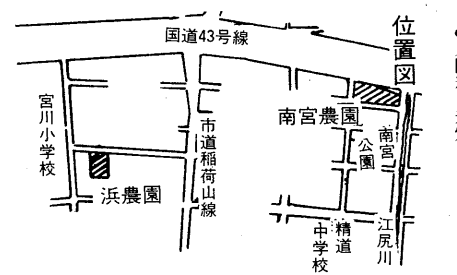 位置図
国道43号線
南宮農園
南宮
公園
宮川小学校
市道稲荷山線
浜農園
江尻川
精道
中学校